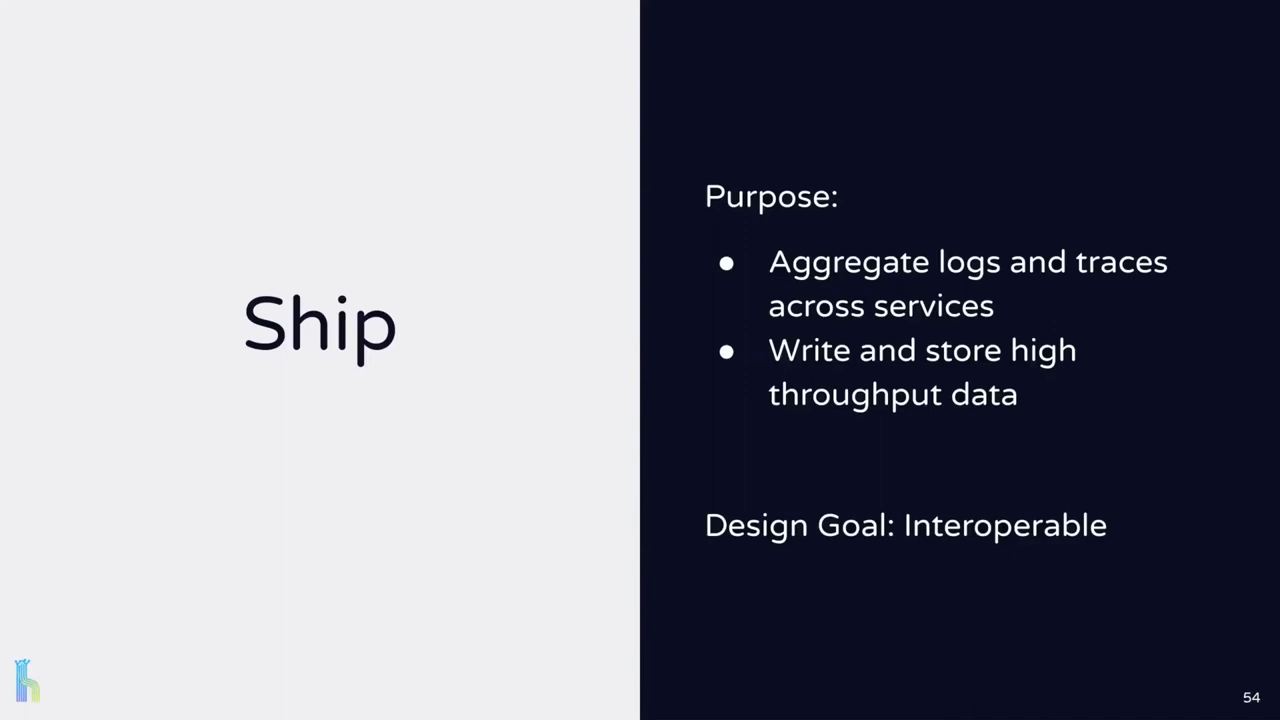 Ship
Purpose:
● Aggregate logs and traces
across services
● Write and store high
throughput data
Design Goal: Interoperable
54